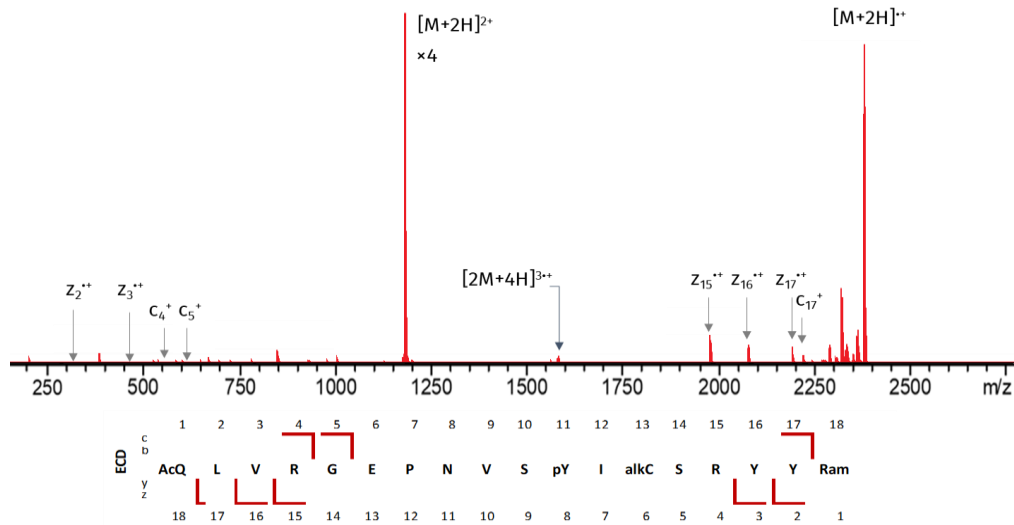 [M+2H]²⁺
×4
[M+2H]•⁺
[2M+4H]³•⁺
Z₂•⁺ Z₃•⁺ C₄⁺ C₅⁺ Z₁₅•⁺ Z₁₆•⁺ Z₁₇•⁺ C₁₇⁺
250 500 750 1000 1250 1500 1750 2000 2250 2500 m/z
1 2 3 4 5 6 7 8 9 10 11 12 13 14 15 16 17 18
c
b
ECD AcQ L V R G E P N V S pY I alkC S R Y Y Ram
y
z
18 17 16 15 14 13 12 11 10 9 8 7 6 5 4 3 2 1